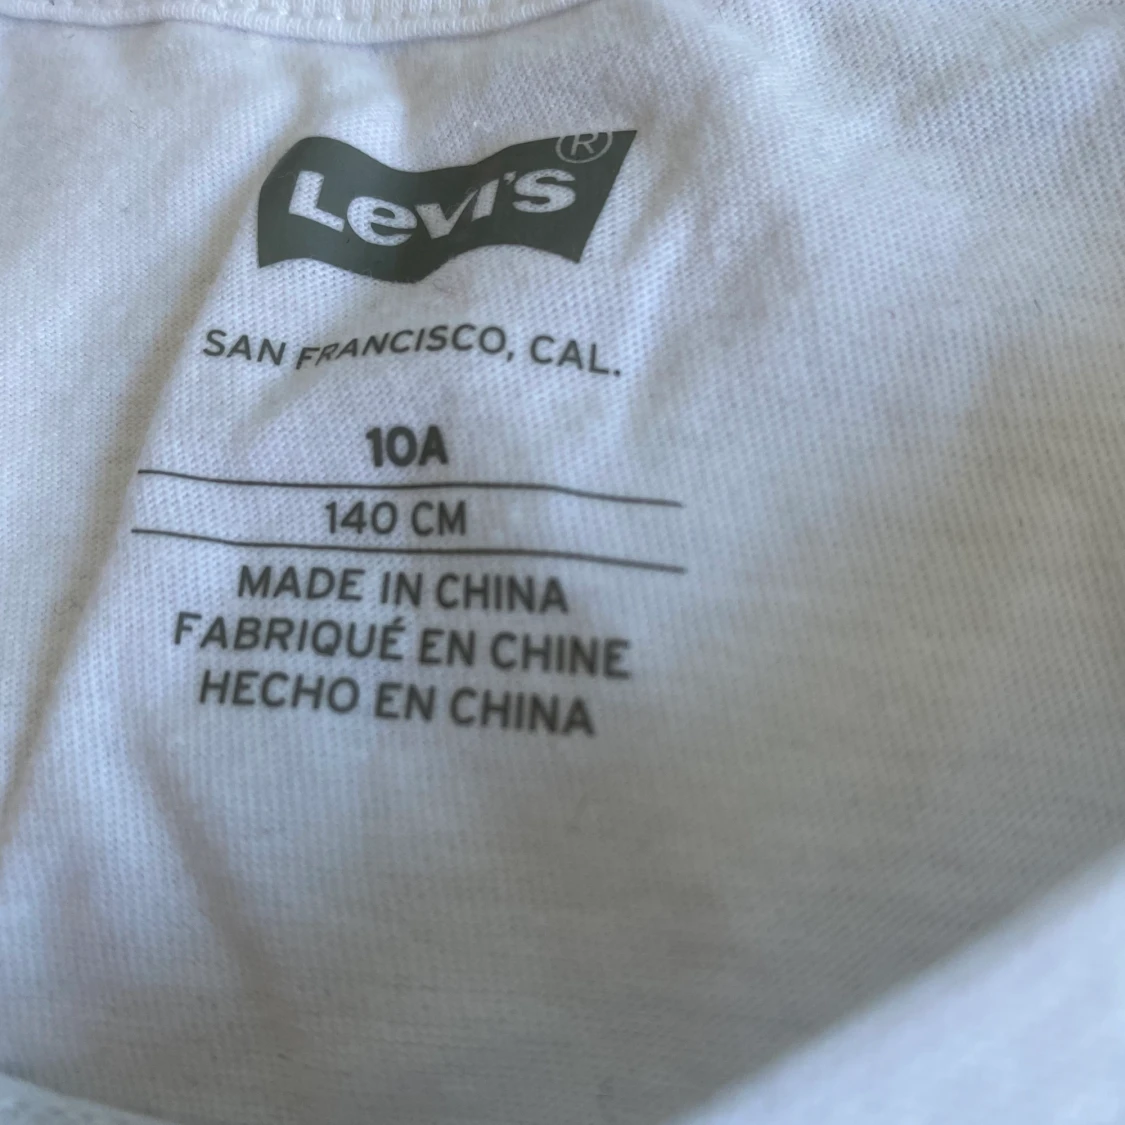 Levi's®
SAN FRANCISCO, CAL.
10A
140 CM
MADE IN CHINA
FABRIQUÉ EN CHINE
HECHO EN CHINA